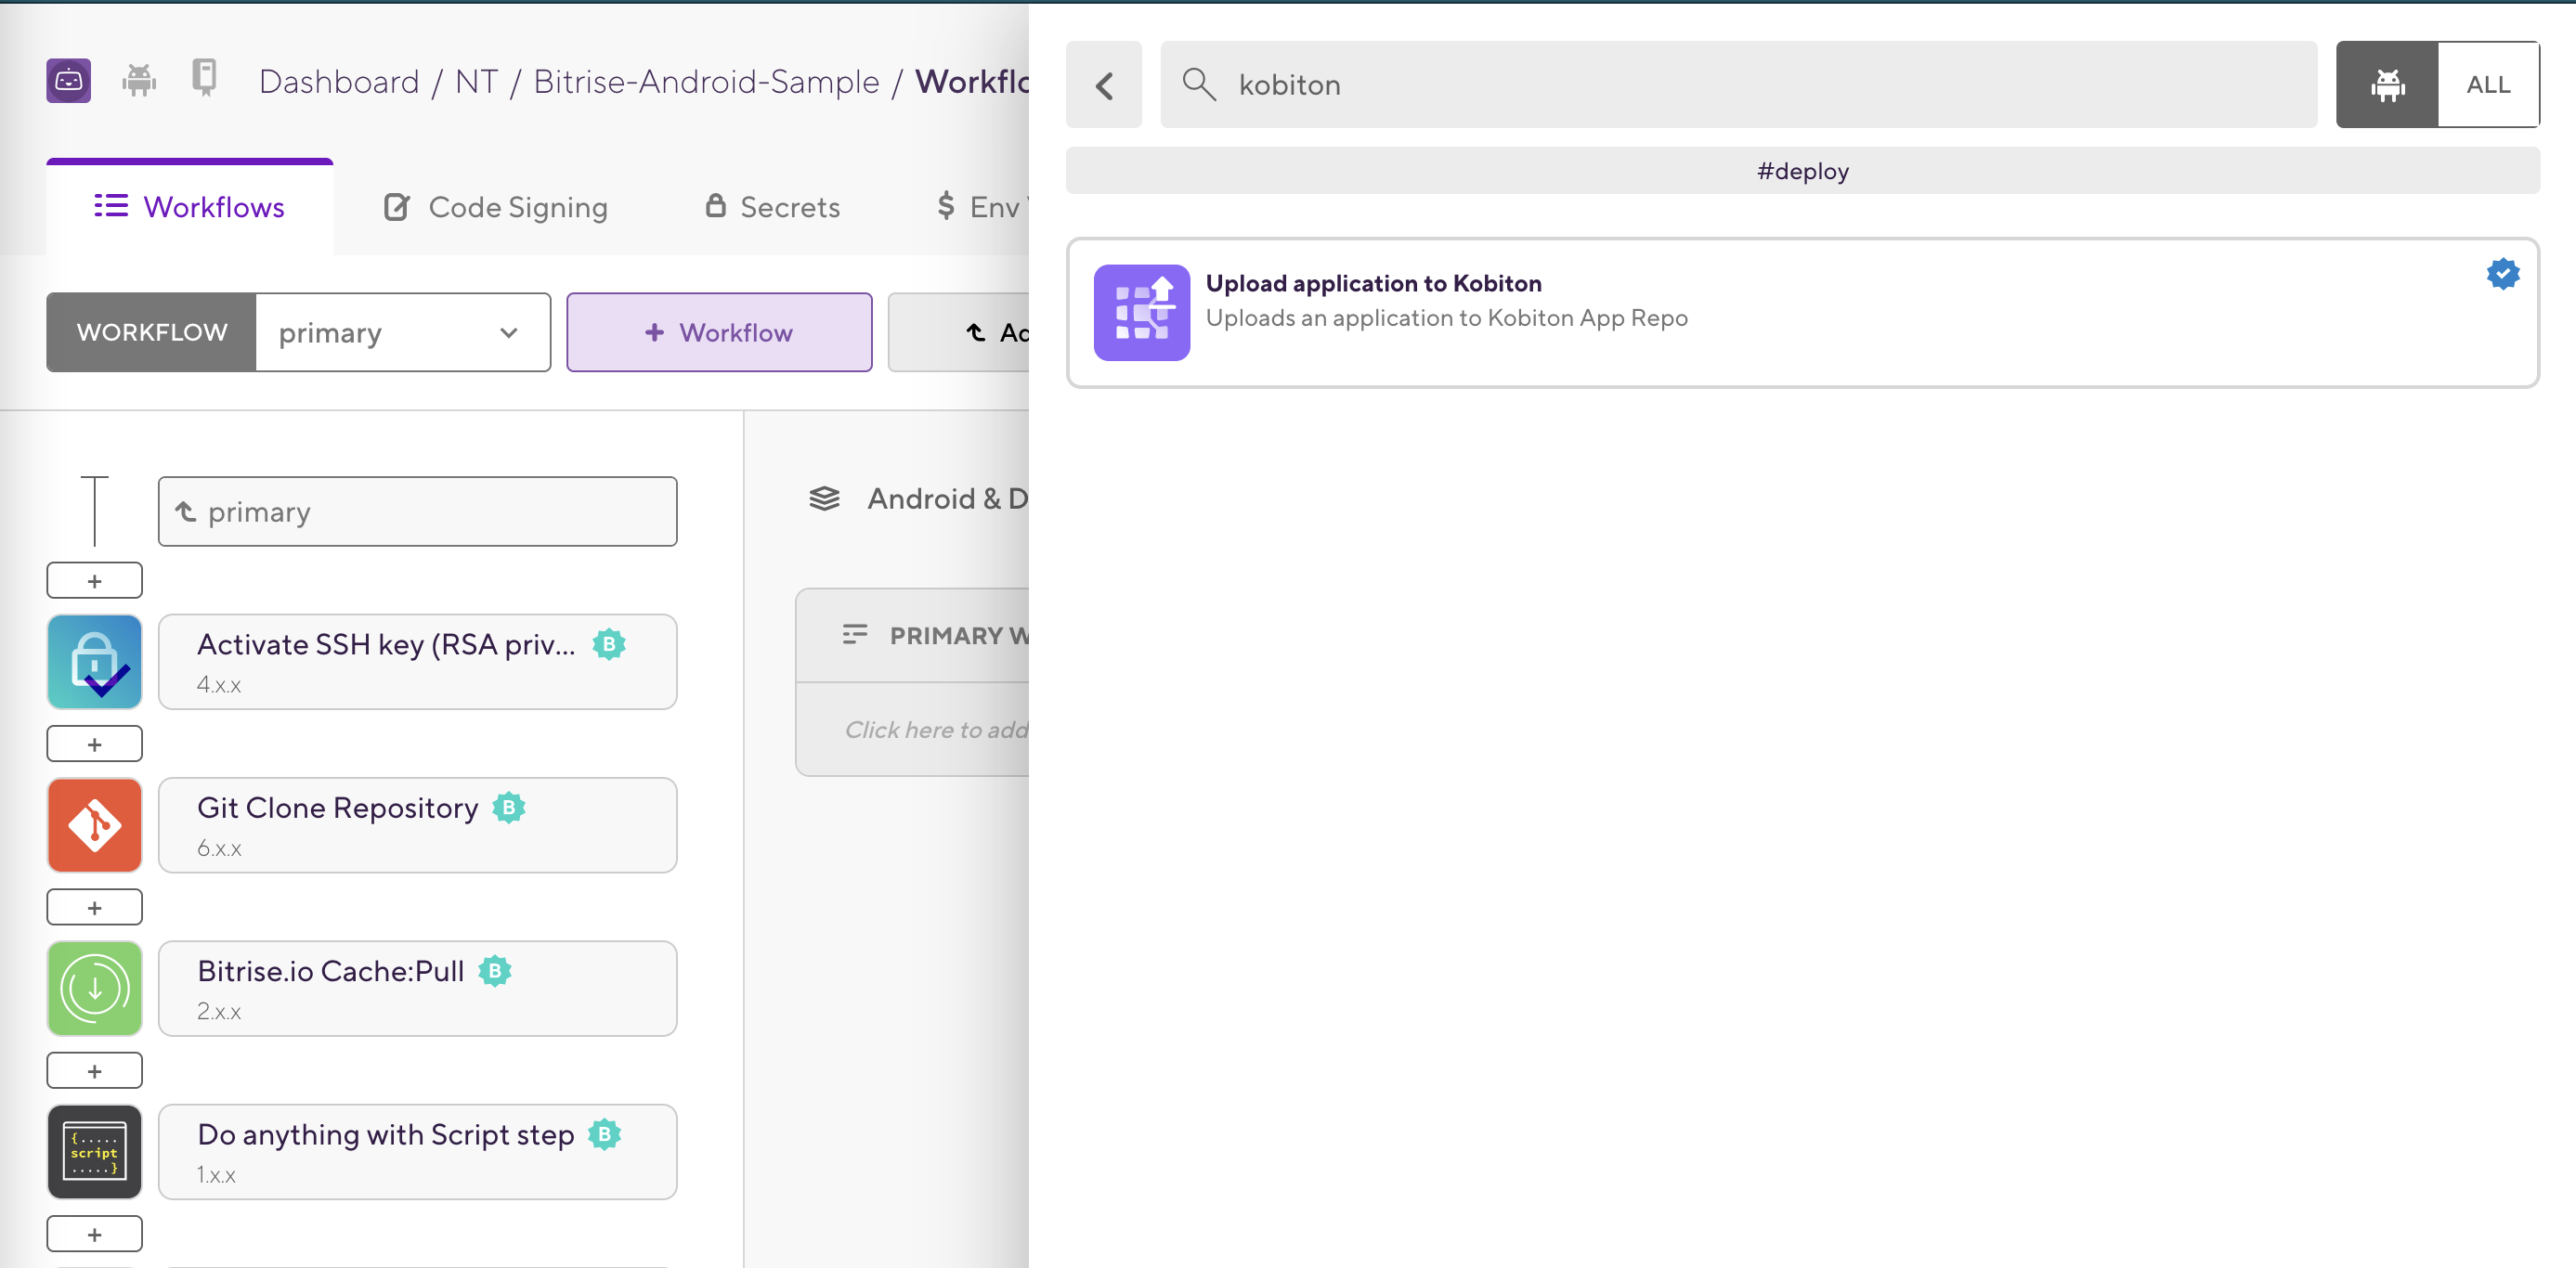 Dashboard / NT / Bitrise-Android-Sample / Workflo
Workflows
Code Signing
Secrets
$ Env
WORKFLOW
primary
+ Workflow
Ad
primary
+
Activate SSH key (RSA priv... B
4.x.x
+
Git Clone Repository B
6.x.x
+
Bitrise.io Cache:Pull B
2.x.x
+
{.....
script
.....}
Do anything with Script step B
1.x.x
+
Android & D
PRIMARY W
Click here to add
kobiton
ALL
#deploy
Upload application to Kobiton
Uploads an application to Kobiton App Repo